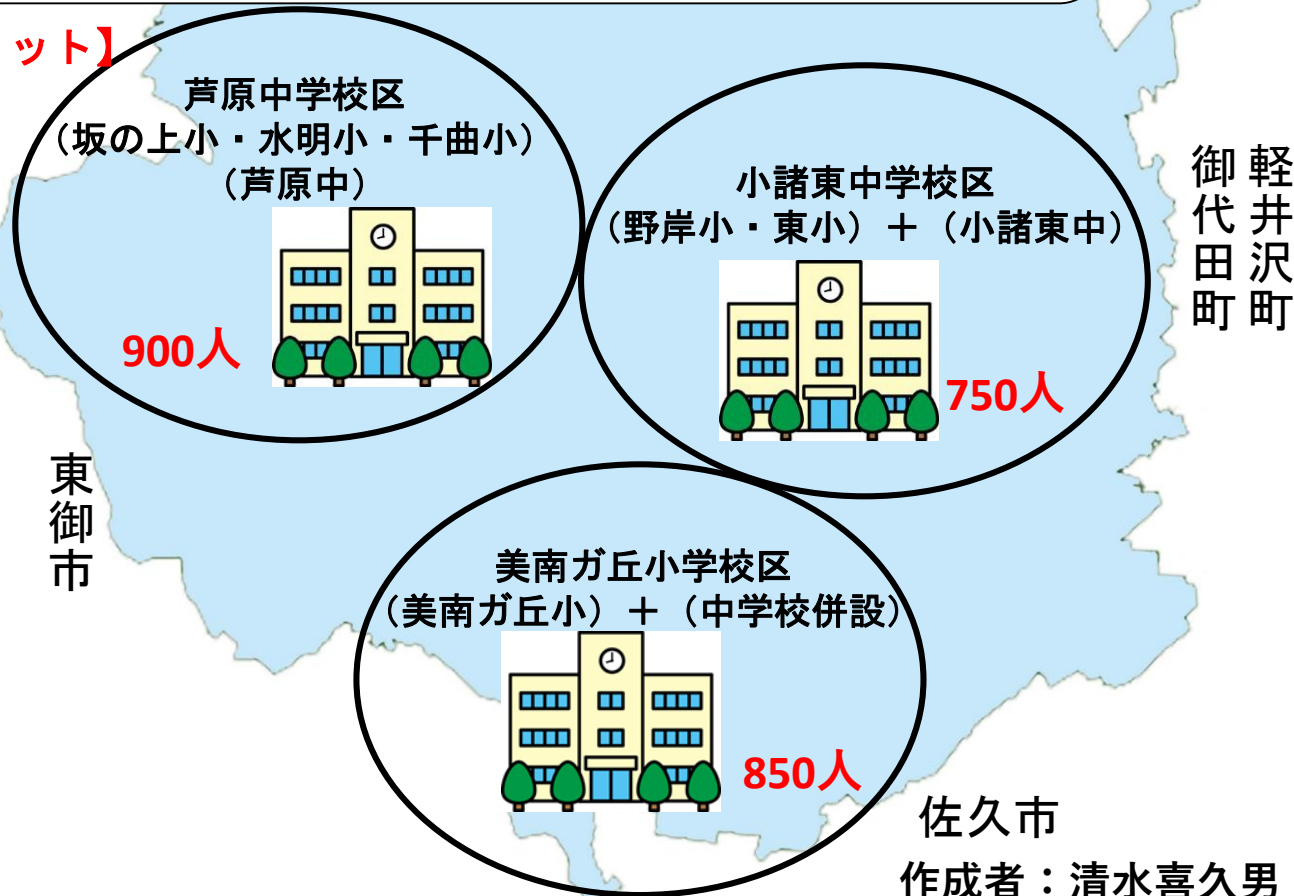 ット】
芦原中学校区
（坂の上小・水明小・千曲小）
（芦原中）
900人
小諸東中学校区
（野岸小・東小）＋（小諸東中）
750人
軽井沢町
御代田町
東御市
美南ガ丘小学校区
（美南ガ丘小）＋（中学校併設）
850人
佐久市
作成者：清水喜久男